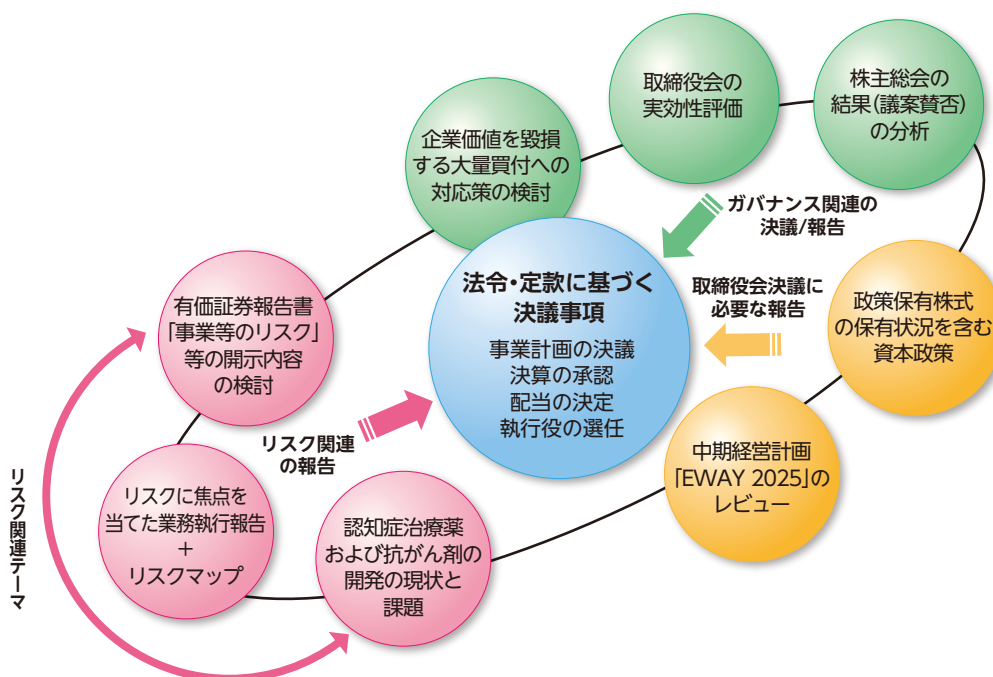 取締役会の
実効性評価
株主総会の
結果(議案賛否)
の分析
企業価値を毀損
する大量買付への
対応策の検討
ガバナンス関連の
決議/報告
法令・定款に基づく
決議事項
事業計画の決議
決算の承認
配当の決定
執行役の選任
取締役会決議に
必要な報告
政策保有株式
の保有状況を含む
資本政策
有価証券報告書
「事業等のリスク」
等の開示内容
の検討
リスク関連
の報告
中期経営計画
「EWAY 2025」の
レビュー
リスクに焦点を
当てた業務執行報告
+
リスクマップ
認知症治療薬
および抗がん剤の
開発の現状と
課題
リスク関連テーマ